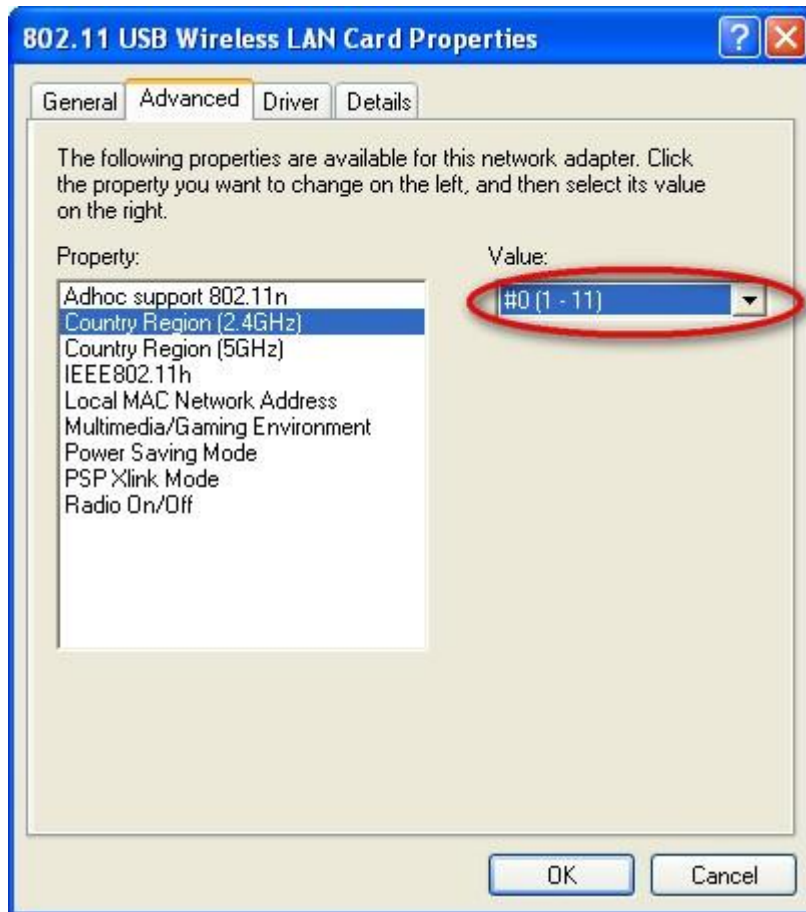 802.11 USB Wireless LAN Card Properties
General Advanced Driver Details
The following properties are available for this network adapter. Click
the property you want to change on the left, and then select its value
on the right.
Property:
Value:
Adhoc support 802.11n
Country Region (2.4GHz)
Country Region (5GHz)
IEEE802.11h
Local MAC Network Address
Multimedia/Gaming Environment
Power Saving Mode
PSP Xlink Mode
Radio On/Off
#0 (1 - 11)
OK Cancel